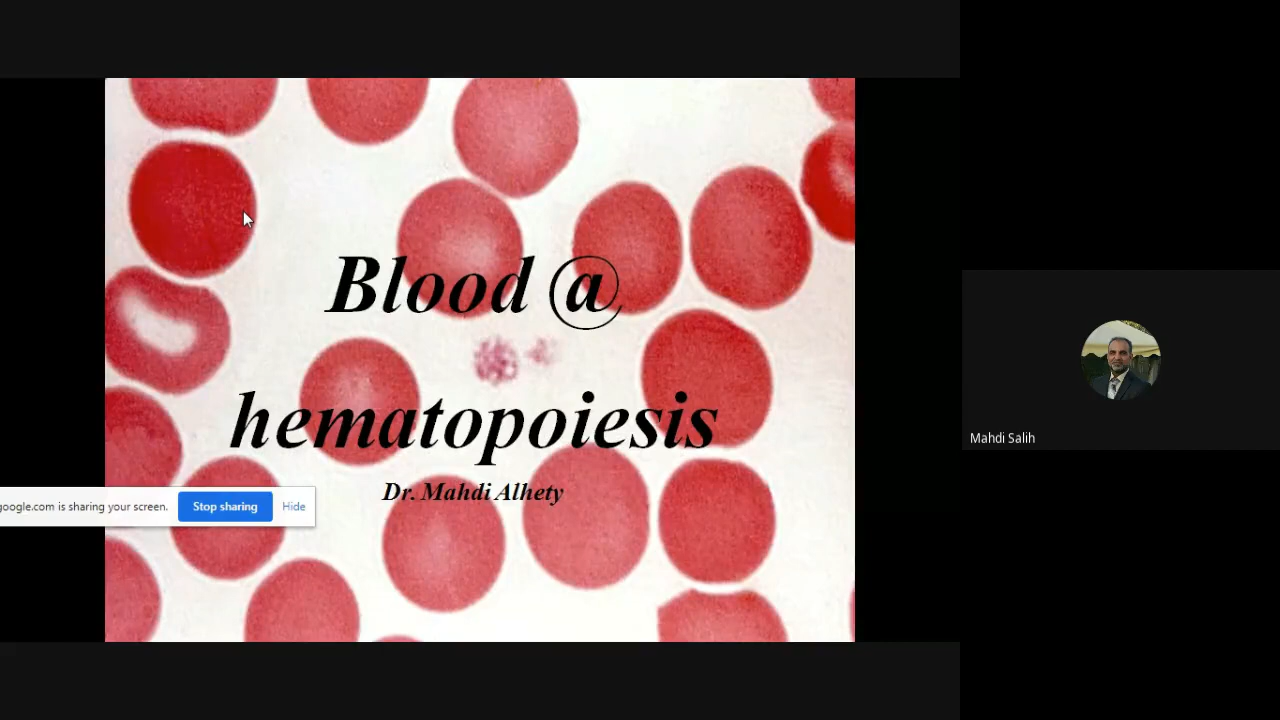 Blood @
hematopoiesis
Dr. Mahdi Alhety
google.com is sharing your screen.
Stop sharing
Hide
Mahdi Salih